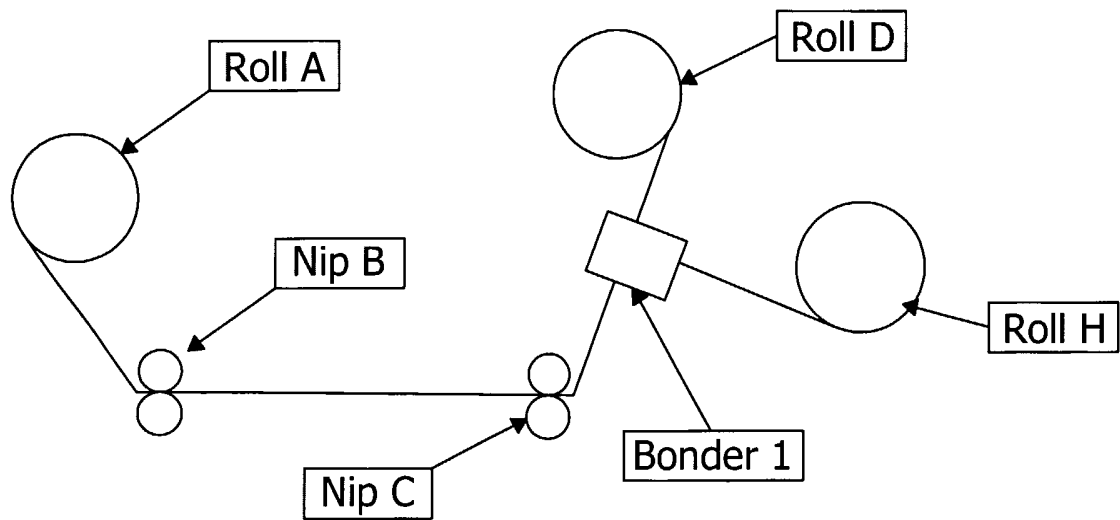 Roll A
Roll D
Nip B
Roll H
Bonder 1
Nip C